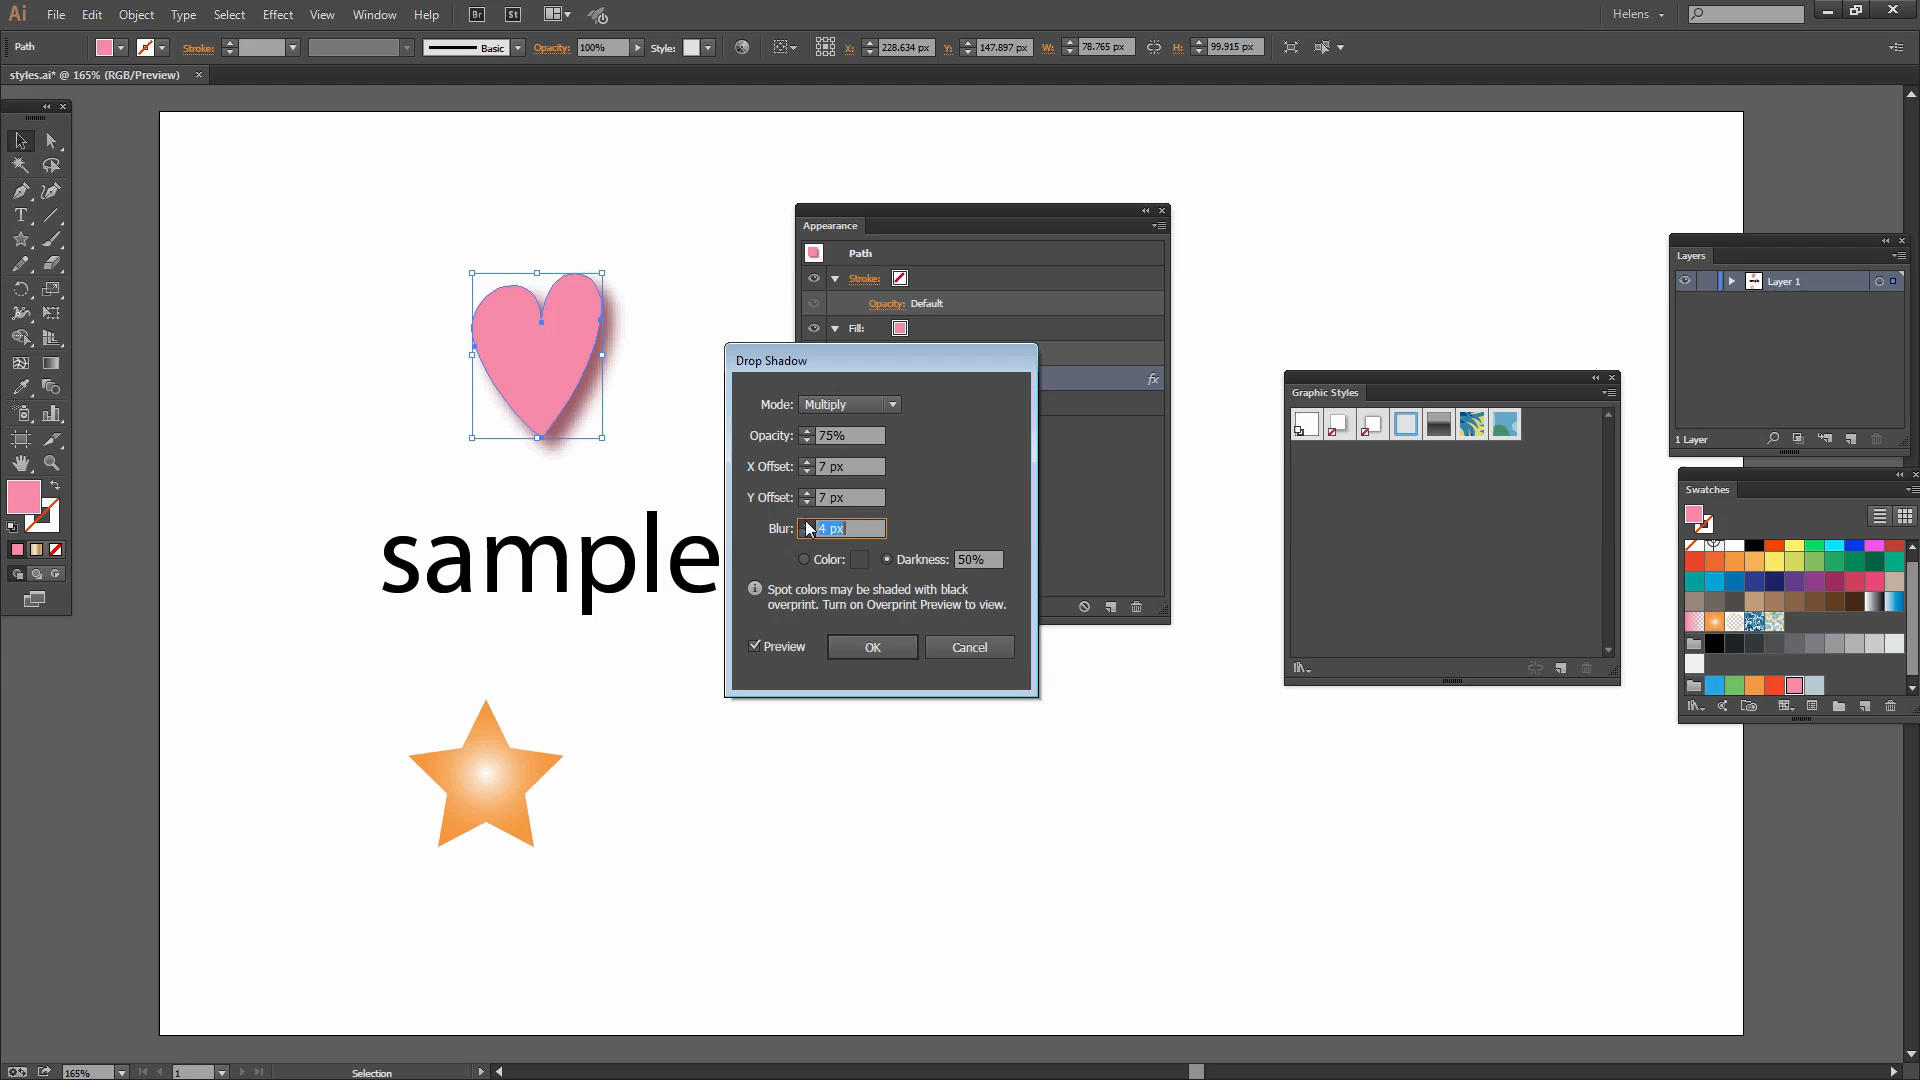 Ai File Edit Object Type Select Effect View Window Help Br St Helens
Path Stroke: Basic Opacity: 100% Style: X: 228.634 px Y: 147.897 px W: 78.765 px H: 99.915 px
styles.ai* @ 165% (RGB/Preview)
Appearance
Path
Stroke:
Opacity: Default
Fill:
fx
Layers
Layer 1
1 Layer
Drop Shadow
Mode: Multiply
Opacity: 75%
X Offset: 7 px
Y Offset: 7 px
Blur: 4 px
Color: Darkness: 50%
Spot colors may be shaded with black
overprint. Turn on Overprint Preview to view.
Preview OK Cancel
Graphic Styles
Swatches
sample
165% 1 Selection